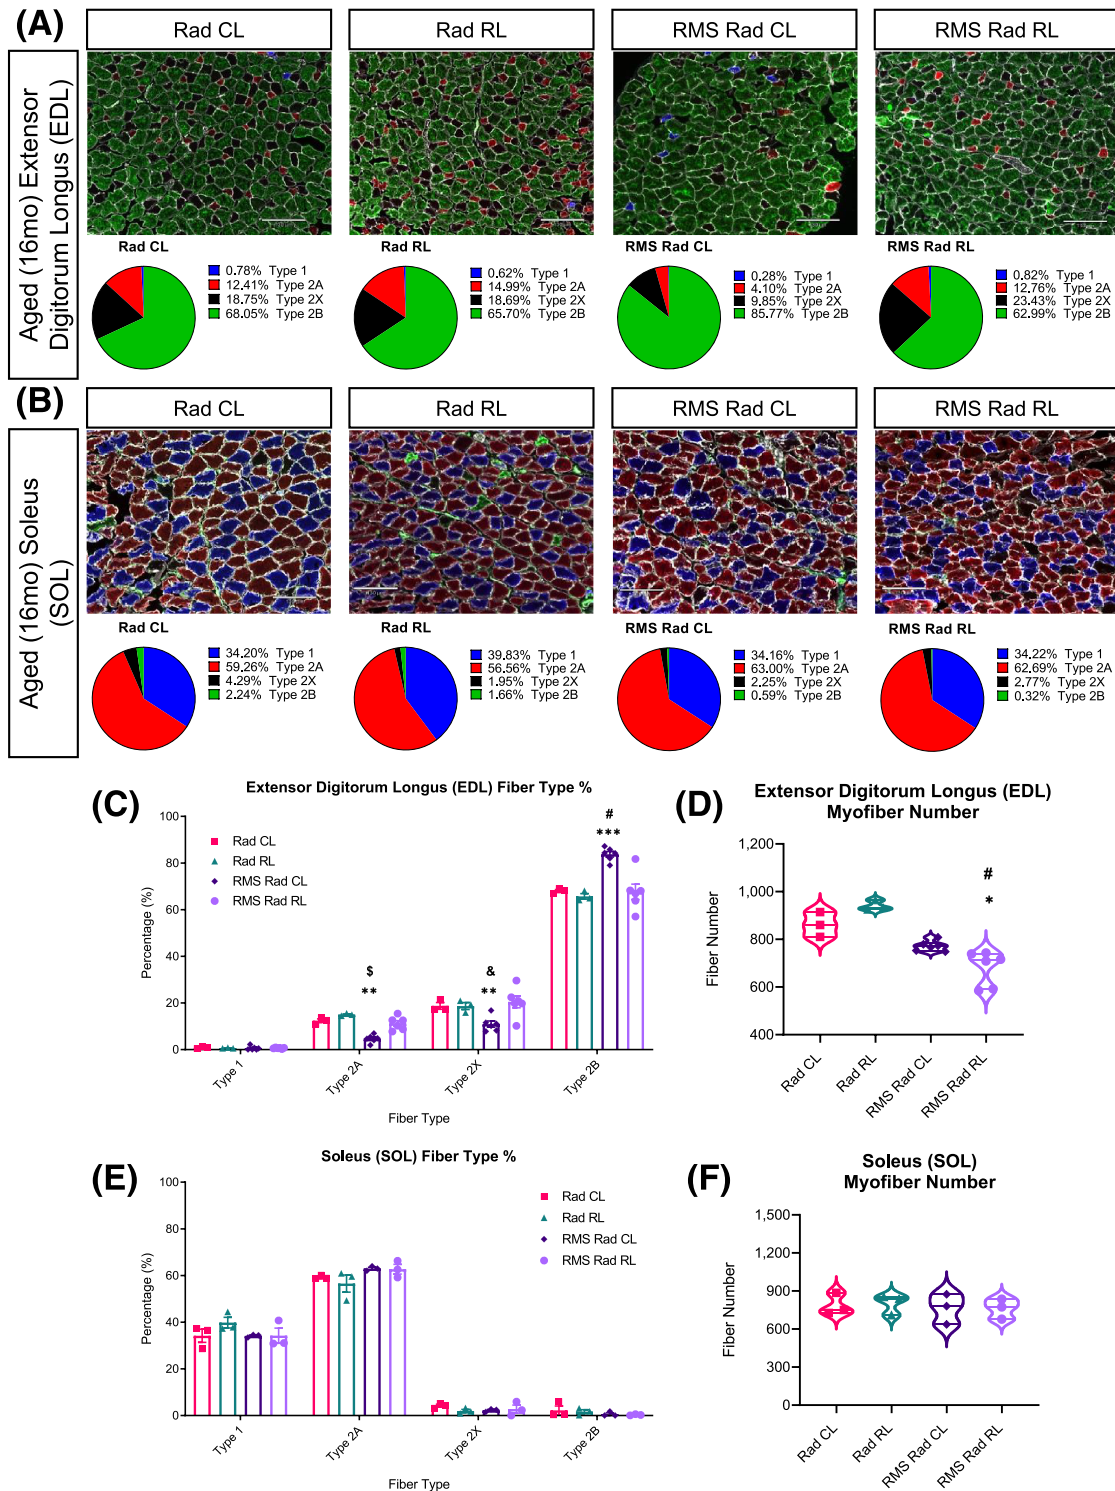 (A)
Rad CL
Rad RL
RMS Rad CL
RMS Rad RL
Aged (16mo) Extensor
Digitorum Longus (EDL)
Rad CL
0.78% Type 1
12.41% Type 2A
18.75% Type 2X
68.05% Type 2B
Rad RL
0.62% Type 1
14.99% Type 2A
18.69% Type 2X
65.70% Type 2B
RMS Rad CL
0.28% Type 1
4.10% Type 2A
9.85% Type 2X
85.77% Type 2B
RMS Rad RL
0.82% Type 1
12.76% Type 2A
23.43% Type 2X
62.99% Type 2B
(B)
Rad CL
Rad RL
RMS Rad CL
RMS Rad RL
Aged (16mo) Soleus
(SOL)
Rad CL
34.20% Type 1
59.26% Type 2A
4.29% Type 2X
2.24% Type 2B
Rad RL
39.83% Type 1
56.56% Type 2A
1.95% Type 2X
1.66% Type 2B
RMS Rad CL
34.16% Type 1
63.00% Type 2A
2.25% Type 2X
0.59% Type 2B
RMS Rad RL
34.22% Type 1
62.69% Type 2A
2.77% Type 2X
0.32% Type 2B
(C)
Extensor Digitorum Longus (EDL) Fiber Type %
Percentage (%)
100
80
60
40
20
0
Rad CL
Rad RL
RMS Rad CL
RMS Rad RL
$
**
&
**
#
***
Type 1
Type 2A
Type 2X
Type 2B
Fiber Type
(D)
Extensor Digitorum Longus (EDL)
Myofiber Number
Fiber Number
1,200
1,000
800
600
400
#
*
Rad CL
Rad RL
RMS Rad CL
RMS Rad RL
(E)
Soleus (SOL) Fiber Type %
Percentage (%)
100
80
60
40
20
0
Rad CL
Rad RL
RMS Rad CL
RMS Rad RL
Type 1
Type 2A
Type 2X
Type 2B
Fiber Type
(F)
Soleus (SOL)
Myofiber Number
Fiber Number
1,500
1,200
900
600
300
0
Rad CL
Rad RL
RMS Rad CL
RMS Rad RL